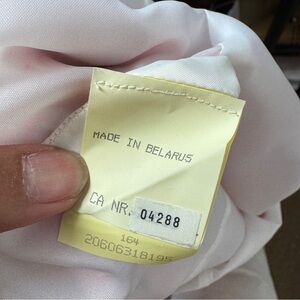 MADE IN BELARUS
CA NR. 04288
164
20606318195